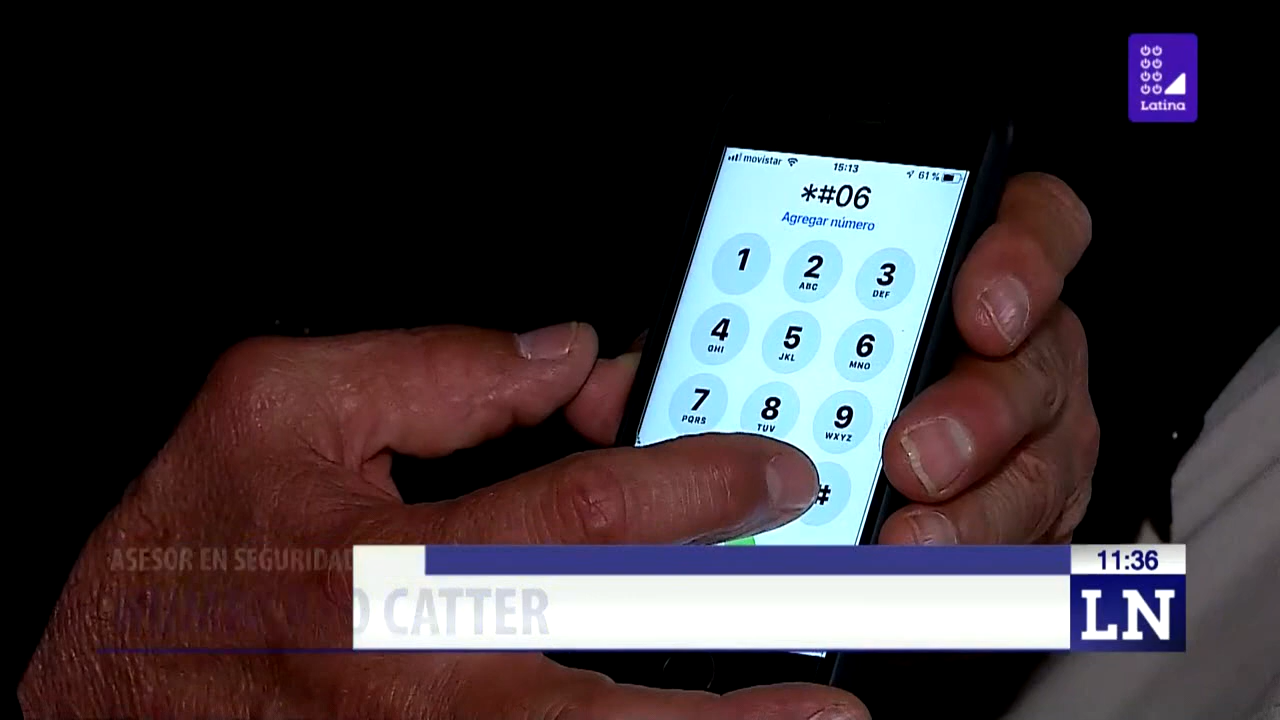 Latina
movistar 15:13 61 %
*#06
Agregar número
1 2 3
ABC DEF
4 5 6
GHI JKL MNO
7 8 9
PQRS TUV WXYZ
#
ASESOR EN SEGURIDAD
CATTER
11:36
LN